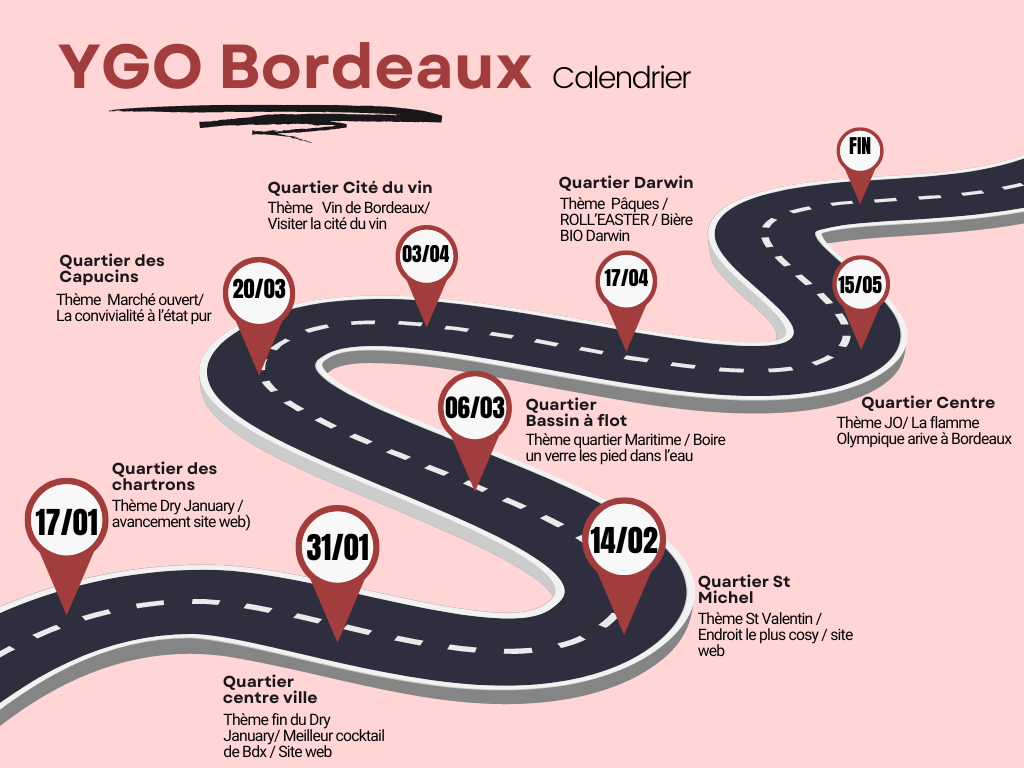 YGO Bordeaux Calendrier
FIN
Quartier Darwin
Thème Pâques /
ROLL'EASTER / Bière
BIO Darwin
Quartier Cité du vin
Thème Vin de Bordeaux/
Visiter la cité du vin
03/04
17/04
15/05
Quartier des
Capucins
Thème Marché ouvert/
La convivialité à l'état pur
20/03
06/03
Quartier
Bassin à flot
Thème quartier Maritime / Boire
un verre les pied dans l'eau
Quartier Centre
Thème JO/ La flamme
Olympique arive à Bordeaux
Quartier des
chartrons
Thème Dry January /
avancement site web)
17/01
31/01
14/02
Quartier St
Michel
Thème St Valentin /
Endroit le plus cosy / site
web
Quartier
centre ville
Thème fin du Dry
January/ Meilleur cocktail
de Bdx / Site web